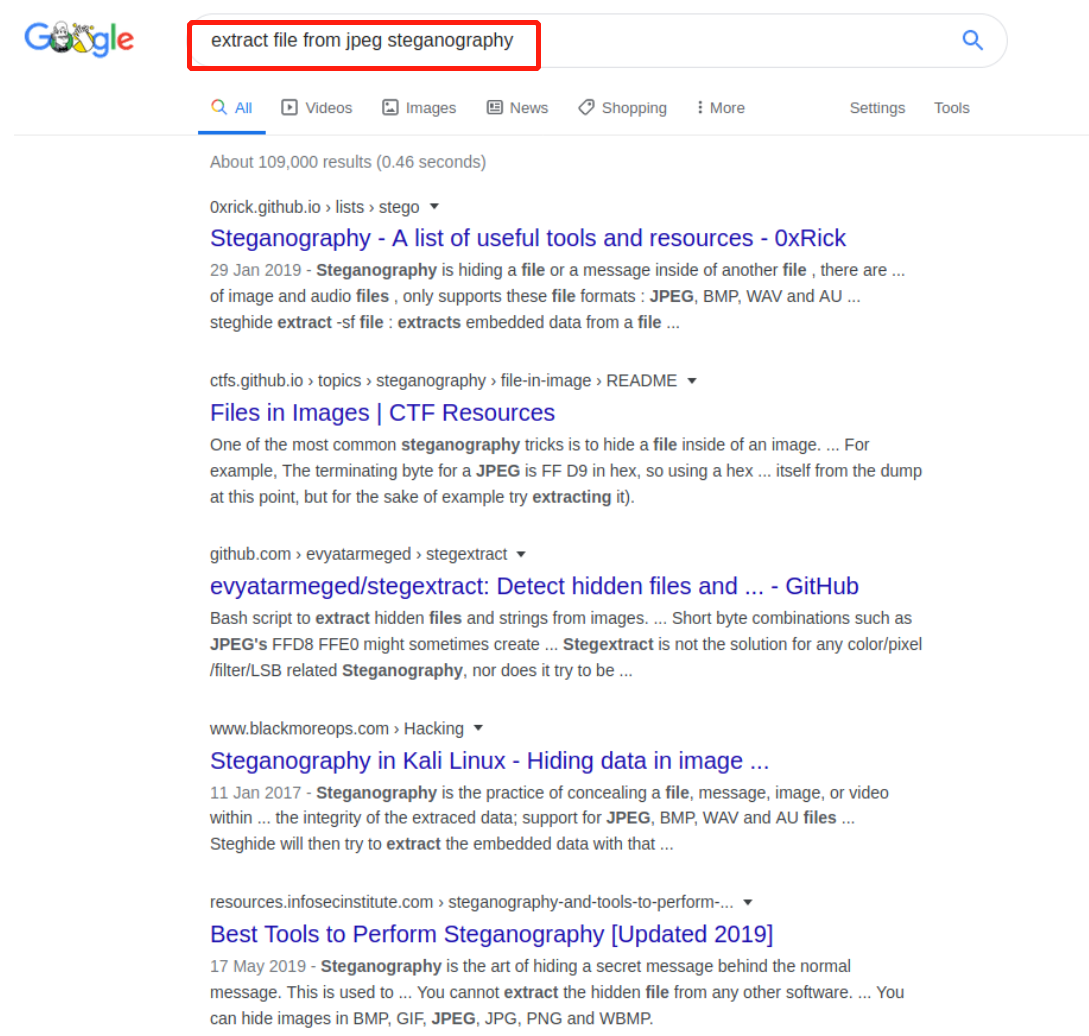 Google
extract file from jpeg steganography
All Videos Images News Shopping More Settings Tools
About 109,000 results (0.46 seconds)
0xrick.github.io › lists › stego
Steganography - A list of useful tools and resources - 0xRick
29 Jan 2019 - Steganography is hiding a file or a message inside of another file , there are ...
of image and audio files , only supports these file formats : JPEG, BMP, WAV and AU ...
steghide extract -sf file : extracts embedded data from a file ...
ctfs.github.io › topics › steganography › file-in-image › README
Files in Images | CTF Resources
One of the most common steganography tricks is to hide a file inside of an image. ... For
example, The terminating byte for a JPEG is FF D9 in hex, so using a hex ... itself from the dump
at this point, but for the sake of example try extracting it).
github.com › evyatarmeged › stegextract
evyatarmeged/stegextract: Detect hidden files and ... - GitHub
Bash script to extract hidden files and strings from images. ... Short byte combinations such as
JPEG's FFD8 FFE0 might sometimes create ... Stegextract is not the solution for any color/pixel
/filter/LSB related Steganography, nor does it try to be ...
www.blackmoreops.com › Hacking
Steganography in Kali Linux - Hiding data in image ...
11 Jan 2017 - Steganography is the practice of concealing a file, message, image, or video
within ... the integrity of the extraced data; support for JPEG, BMP, WAV and AU files ...
Steghide will then try to extract the embedded data with that ...
resources.infosecinstitute.com › steganography-and-tools-to-perform-...
Best Tools to Perform Steganography [Updated 2019]
17 May 2019 - Steganography is the art of hiding a secret message behind the normal
message. This is used to ... You cannot extract the hidden file from any other software. ... You
can hide images in BMP, GIF, JPEG, JPG, PNG and WBMP.